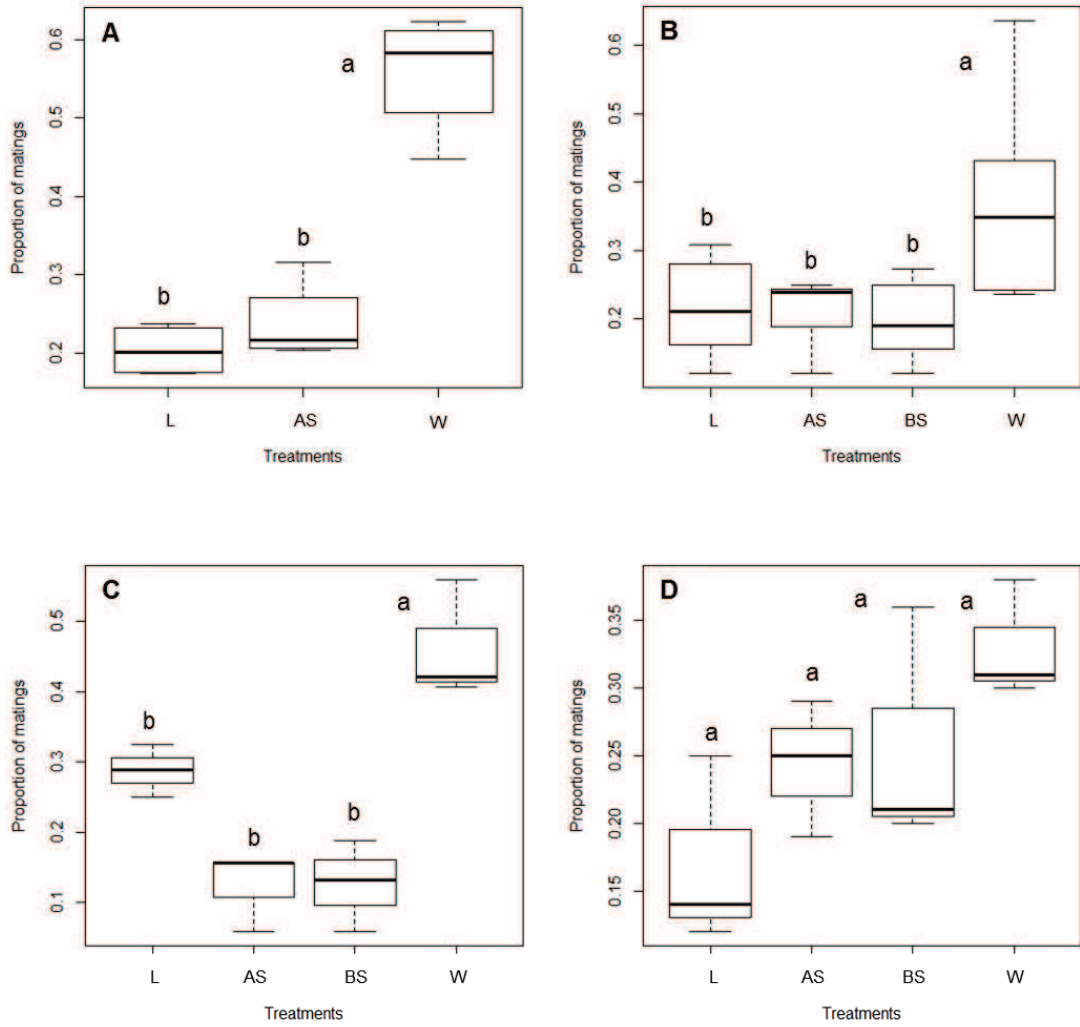 A
Proportion of matings
0.6
0.5
0.4
0.3
0.2
a
b
b
L AS W
Treatments
B
Proportion of matings
0.6
0.5
0.4
0.3
0.2
a
b
b
b
L AS BS W
Treatments
C
Proportion of matings
0.5
0.4
0.3
0.2
0.1
a
b
b
b
L AS BS W
Treatments
D
Proportion of matings
0.35
0.30
0.25
0.20
0.15
a
a
a
a
L AS BS W
Treatments